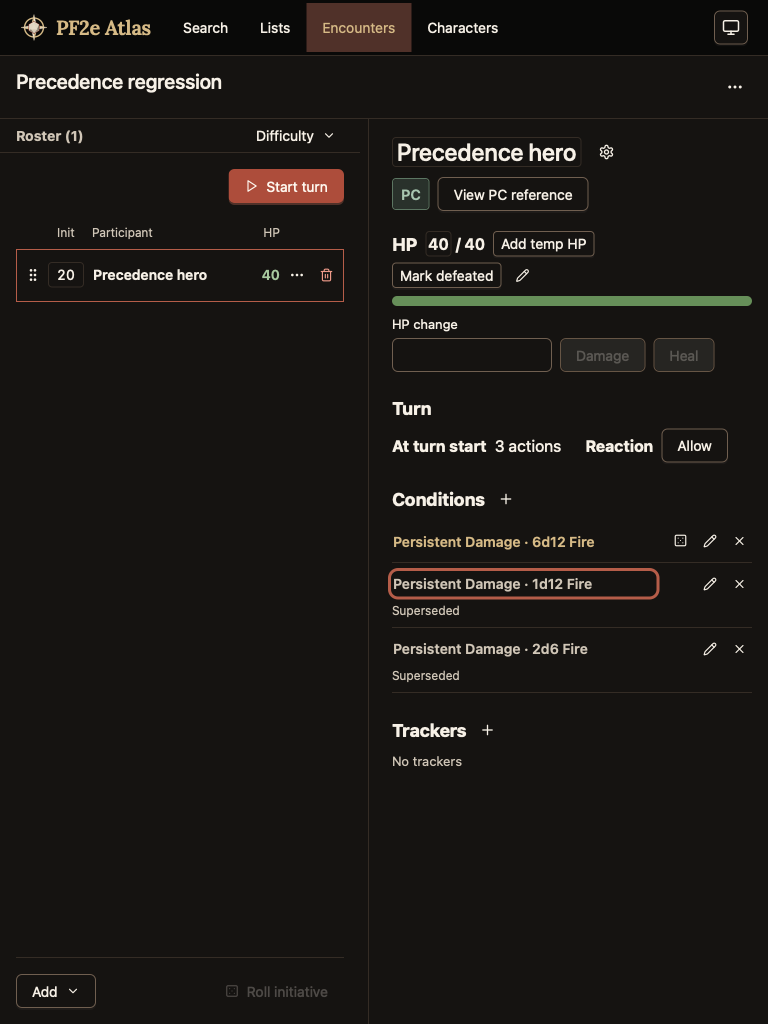 PF2e Atlas
Search
Lists
Encounters
Characters
Precedence regression
Roster (1)
Difficulty
Start turn
Init
Participant
HP
20
Precedence hero
40
Add
Roll initiative
Precedence hero
PC
View PC reference
HP 40 / 40
Add temp HP
Mark defeated
HP change
Damage
Heal
Turn
At turn start 3 actions
Reaction
Allow
Conditions
Persistent Damage · 6d12 Fire
Persistent Damage · 1d12 Fire
Superseded
Persistent Damage · 2d6 Fire
Superseded
Trackers
No trackers